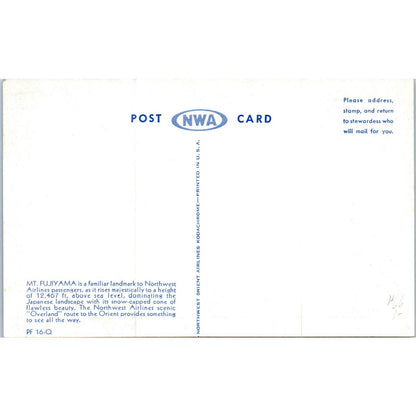 Please address,
stamp, and return
to stewardess who
will mail for you.
POST NWA CARD
NORTHWEST ORIENT AIRLINES KODACHROME—PRINTED IN U.S.A.
MT. FUJIYAMA is a familiar landmark to Northwest
Airlines passengers, as it rises majestically to a height
of 12,467 ft. above sea level, dominating the
Japanese landscape with its snow-capped cone of
flawless beauty. The Northwest Airlines scenic
"Overland" route to the Orient provides something
to see all the way.
PF 16-Q